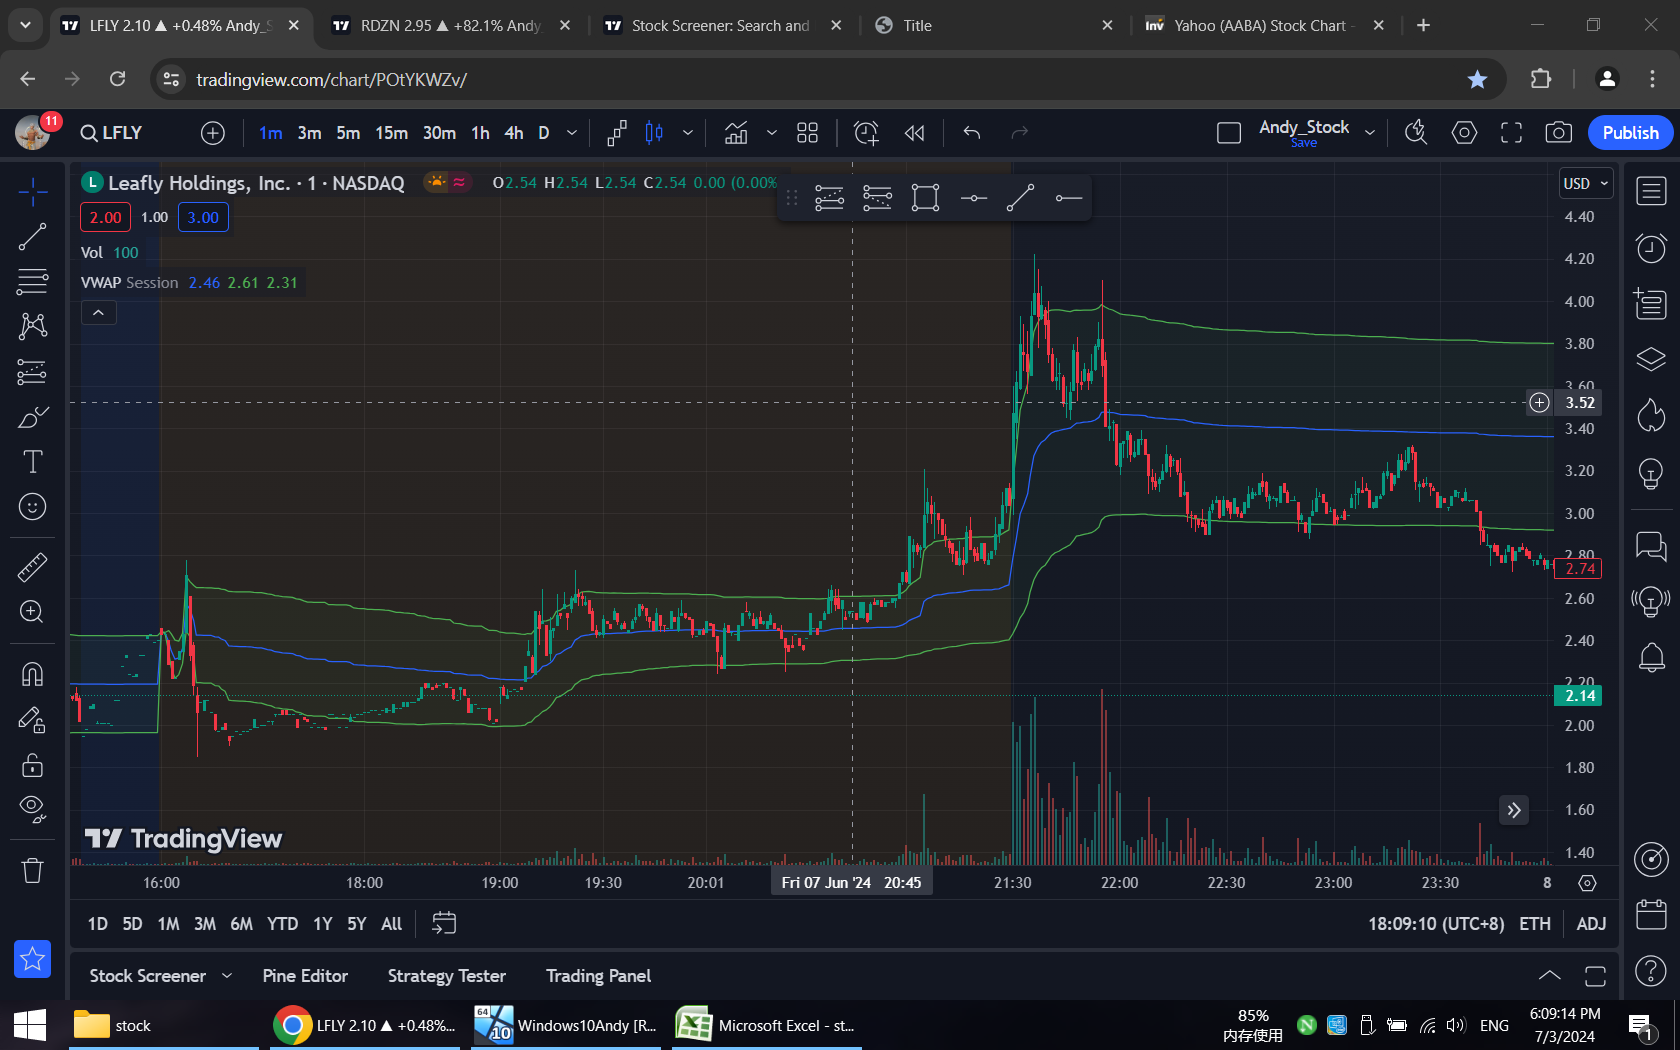 LFLY 2.10 ▲ +0.48% Andy_S
RDZN 2.95 ▲ +82.1% Andy_
Stock Screener: Search and
Title
Inv
Yahoo (AABA) Stock Chart -
tradingview.com/chart/POtYKWZv/
11
LFLY
1m 3m 5m 15m 30m 1h 4h D
Andy_Stock
Save
Publish
L Leafly Holdings, Inc. · 1 · NASDAQ
O2.54 H2.54 L2.54 C2.54 0.00 (0.00%
USD
2.00 1.00 3.00
Vol 100
VWAP Session 2.46 2.61 2.31
4.40
4.20
4.00
3.80
3.60
3.52
3.40
3.20
3.00
2.80
2.74
2.60
2.40
2.20
2.14
2.00
1.80
1.60
1.40
TradingView
16:00 18:00 19:00 19:30 20:01 Fri 07 Jun '24 20:45 21:30 22:00 22:30 23:00 23:30 8
1D 5D 1M 3M 6M YTD 1Y 5Y All
18:09:10 (UTC+8) ETH ADJ
Stock Screener Pine Editor Strategy Tester Trading Panel
stock
LFLY 2.10 ▲ +0.48%...
64
10
Windows10Andy [R...
Microsoft Excel - st...
85%
内存使用
N
ENG
6:09:14 PM
7/3/2024
1